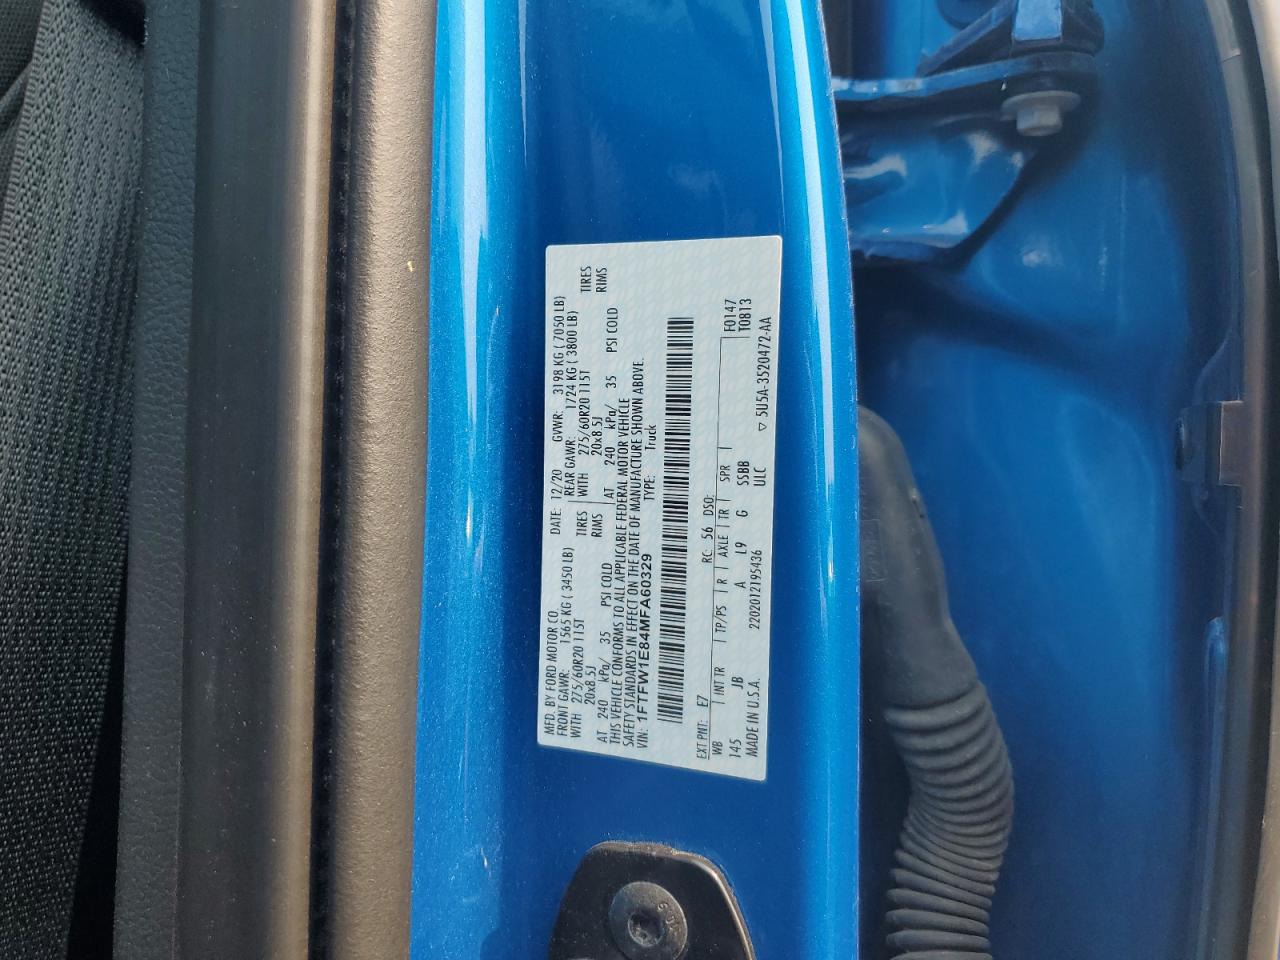 MFD. BY FORD MOTOR CO. DATE: 12/20 GVWR: 3198 KG ( 7050 LB)
FRONT GAWR: 1565 KG ( 3450 LB) REAR GAWR: 1724 KG ( 3800 LB)
WITH 275/60R20 115T TIRES WITH 275/60R20 115T TIRES
20x8.5J RIMS 20x8.5J RIMS
AT 240 kPa/ 35 PSI COLD AT 240 kPa/ 35 PSI COLD
THIS VEHICLE CONFORMS TO ALL APPLICABLE FEDERAL MOTOR VEHICLE
SAFETY STANDARDS IN EFFECT ON THE DATE OF MANUFACTURE SHOWN ABOVE.
VIN: 1FTFW1E84MFA60329 TYPE: Truck
EXT PNT: E7 RC: 56 DSO:
WB INT TR TP/PS R AXLE TR SPR F0147
145 JB A L9 G SSBB T0813
MADE IN U.S.A. 2202012195436 ULC ▽ 5U5A-3520472-AA